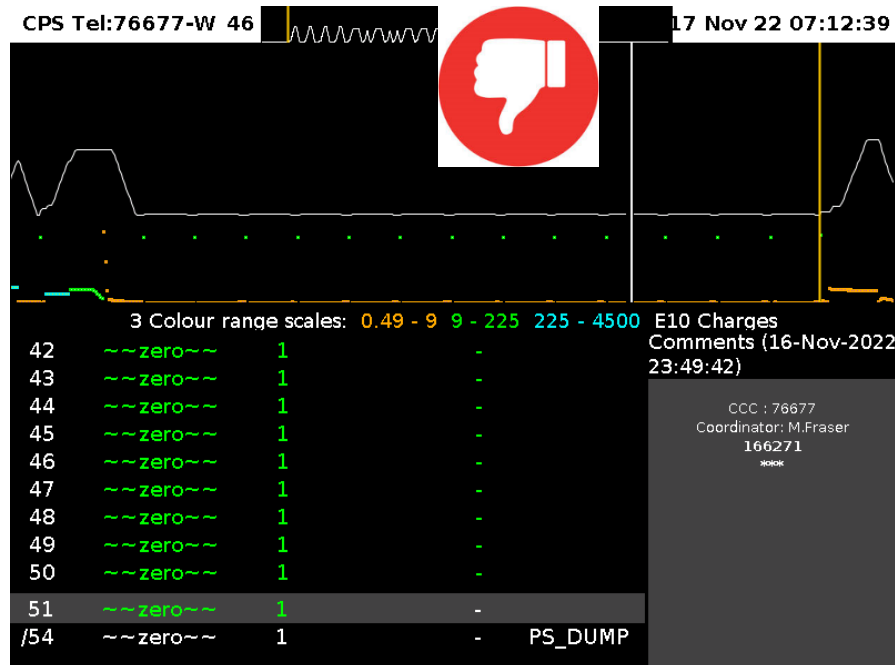 CPS Tel:76677-W 46 17 Nov 22 07:12:39
3 Colour range scales: 0.49 - 9 9 - 225 225 - 4500 E10 Charges
Comments (16-Nov-2022
23:49:42)
42 ~~zero~~ 1 -
43 ~~zero~~ 1 -
44 ~~zero~~ 1 -
45 ~~zero~~ 1 -
46 ~~zero~~ 1 -
47 ~~zero~~ 1 -
48 ~~zero~~ 1 -
49 ~~zero~~ 1 -
50 ~~zero~~ 1 -
51 ~~zero~~ 1 -
/54 ~~zero~~ 1 - PS_DUMP
CCC : 76677
Coordinator: M.Fraser
166271
***